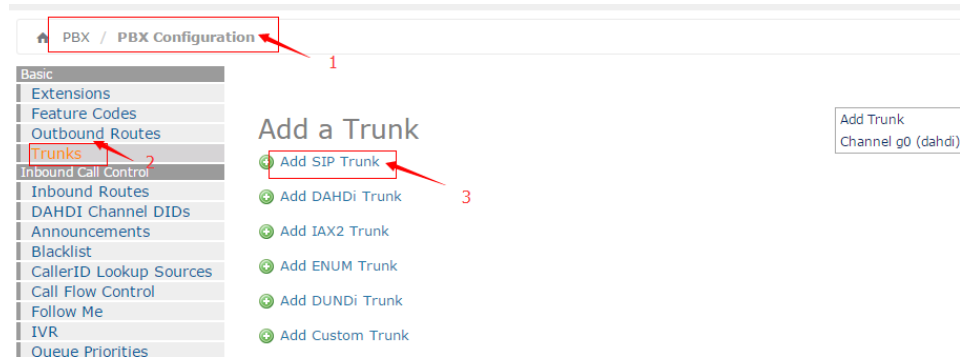 PBX / PBX Configuration
1
Basic
Extensions
Feature Codes
Outbound Routes
Trunks
2
Inbound Call Control
Inbound Routes
DAHDI Channel DIDs
Announcements
Blacklist
CallerID Lookup Sources
Call Flow Control
Follow Me
IVR
Queue Priorities
Add a Trunk
Add SIP Trunk
3
Add DAHDi Trunk
Add IAX2 Trunk
Add ENUM Trunk
Add DUNDi Trunk
Add Custom Trunk
Add Trunk
Channel g0 (dahdi)